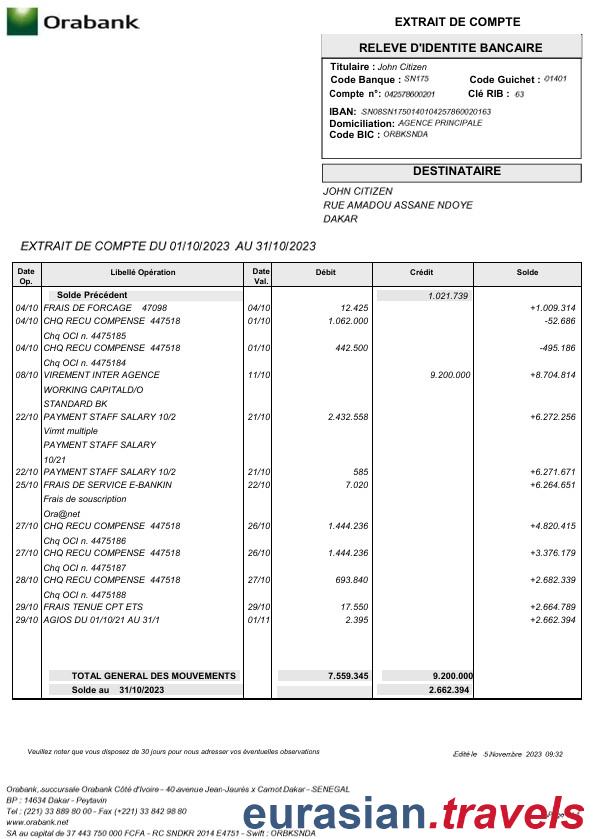 Orabank
EXTRAIT DE COMPTE
RELEVE D'IDENTITE BANCAIRE
Titulaire : John Citizen
Code Banque : SN175 Code Guichet : 01401
Compte n°: 042578600201 Clé RIB : 63
IBAN: SN08SN1750140104257860020163
Domiciliation: AGENCE PRINCIPALE
Code BIC : ORBKSNDA
DESTINATAIRE
JOHN CITIZEN
RUE AMADOU ASSANE NDOYE
DAKAR
EXTRAIT DE COMPTE DU 01/10/2023 AU 31/10/2023
Date Op. Libellé Opération Date Val. Débit Crédit Solde
Solde Précédent 1.021.739
04/10 FRAIS DE FORCAGE 47098 04/10 12.425 +1.009.314
04/10 CHQ RECU COMPENSE 447518 01/10 1.062.000 -52.686
Chq OCI n. 4475185
04/10 CHQ RECU COMPENSE 447518 01/10 442.500 -495.186
Chq OCI n. 4475184
08/10 VIREMENT INTER AGENCE 11/10 9.200.000 +8.704.814
WORKING CAPITALD/O
STANDARD BK
22/10 PAYMENT STAFF SALARY 10/2 21/10 2.432.558 +6.272.256
Virmt multiple
PAYMENT STAFF SALARY
10/21
22/10 PAYMENT STAFF SALARY 10/2 21/10 585 +6.271.671
25/10 FRAIS DE SERVICE E-BANKIN 22/10 7.020 +6.264.651
Frais de souscription
Ora@net
27/10 CHQ RECU COMPENSE 447518 26/10 1.444.236 +4.820.415
Chq OCI n. 4475186
27/10 CHQ RECU COMPENSE 447518 26/10 1.444.236 +3.376.179
Chq OCI n. 4475187
28/10 CHQ RECU COMPENSE 447518 27/10 693.840 +2.682.339
Chq OCI n. 4475188
29/10 FRAIS TENUE CPT ETS 29/10 17.550 +2.664.789
29/10 AGIOS DU 01/10/21 AU 31/1 01/11 2.395 +2.662.394
TOTAL GENERAL DES MOUVEMENTS 7.559.345 9.200.000
Solde au 31/10/2023 2.662.394
Veuillez noter que vous disposez de 30 jours pour nous adresser vos éventuelles observations
Edité le 5 Novembre 2023 09:32
Orabank, succursale Orabank Côté d'Ivoire - 40 avenue Jean-Jaurès x Carnot Dakar - SENEGAL
BP : 14634 Dakar - Peytavin
Tel : (221) 33 889 80 00 - Fax (+221) 33 842 98 80
www.orabank.net
SA au capital de 37 443 750 000 FCFA - RC SNDKR 2014 E4751 - Swift : ORBKSNDA
eurasian.travels